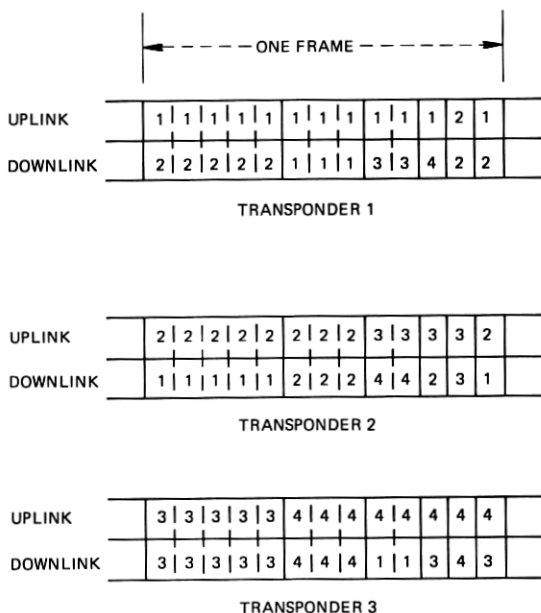 ONE FRAME
UPLINK 1 | 1 | 1 | 1 | 1 1 | 1 | 1 1 | 1 1 2 1
DOWNLINK 2 | 2 | 2 | 2 | 2 1 | 1 | 1 3 | 3 4 2 2
TRANSPONDER 1
UPLINK 2 | 2 | 2 | 2 | 2 2 | 2 | 2 3 | 3 3 3 2
DOWNLINK 1 | 1 | 1 | 1 | 1 2 | 2 | 2 4 | 4 2 3 1
TRANSPONDER 2
UPLINK 3 | 3 | 3 | 3 | 3 4 | 4 | 4 4 | 4 4 4 4
DOWNLINK 3 | 3 | 3 | 3 | 3 4 | 4 | 4 1 | 1 3 4 3
TRANSPONDER 3